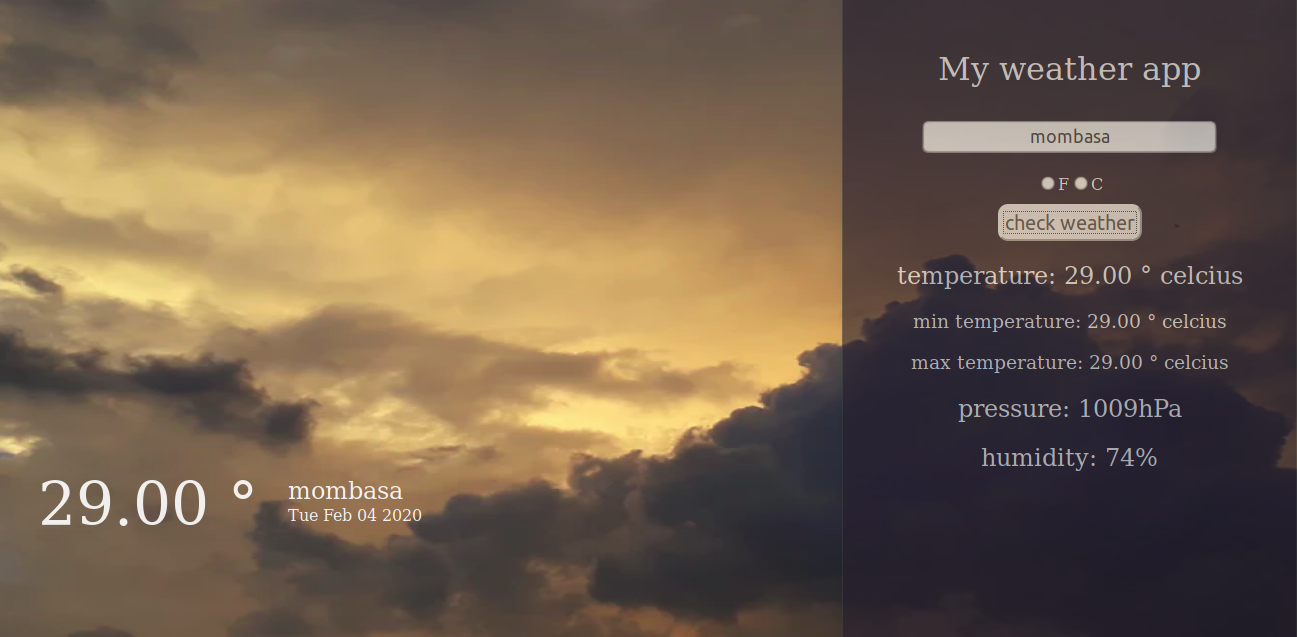 My weather app
mombasa
F C
check weather
temperature: 29.00 ° celcius
min temperature: 29.00 ° celcius
max temperature: 29.00 ° celcius
pressure: 1009hPa
humidity: 74%
29.00 °
mombasa
Tue Feb 04 2020